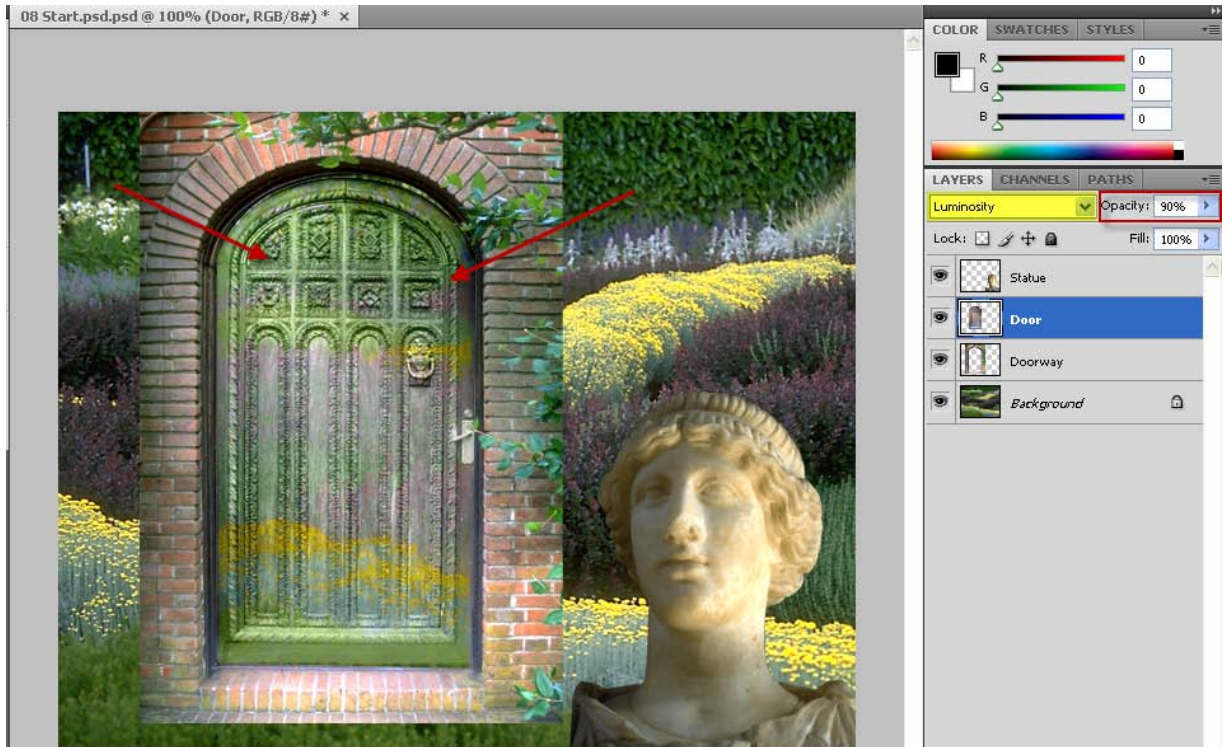 08 Start.psd.psd @ 100% (Door, RGB/8#) * ×
COLOR SWATCHES STYLES
R 0
G 0
B 0
LAYERS CHANNELS PATHS
Luminosity Opacity: 90%
Lock: Fill: 100%
Statue
Door
Doorway
Background